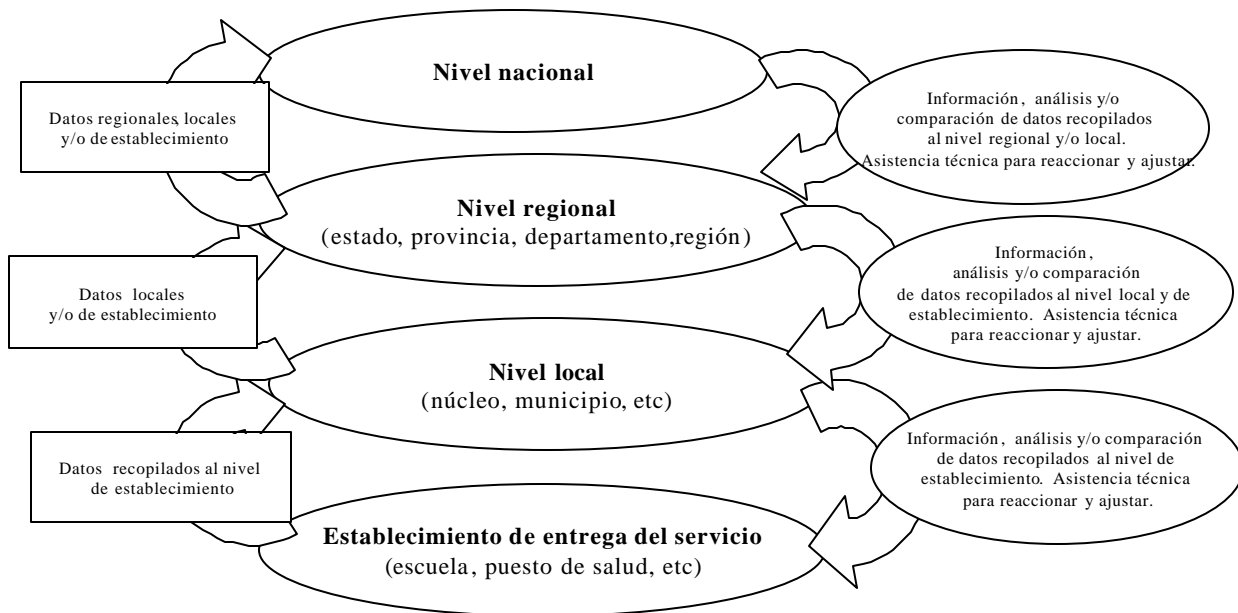 Nivel nacional
Datos regionales, locales
y/o de establecimiento
Información, análisis y/o
comparación de datos recopilados
al nivel regional y/o local.
Asistencia técnica para reaccionar y ajustar.
Nivel regional
(estado, provincia, departamento,región)
Datos locales
y/o de establecimiento
Información,
análisis y/o comparación
de datos recopilados al nivel local y de
establecimiento. Asistencia técnica
para reaccionar y ajustar.
Nivel local
(núcleo, municipio, etc)
Datos recopilados al nivel
de establecimiento
Información, análisis y/o comparación
de datos recopilados al nivel de
establecimiento. Asistencia técnica
para reaccionar y ajustar.
Establecimiento de entrega del servicio
(escuela, puesto de salud, etc)